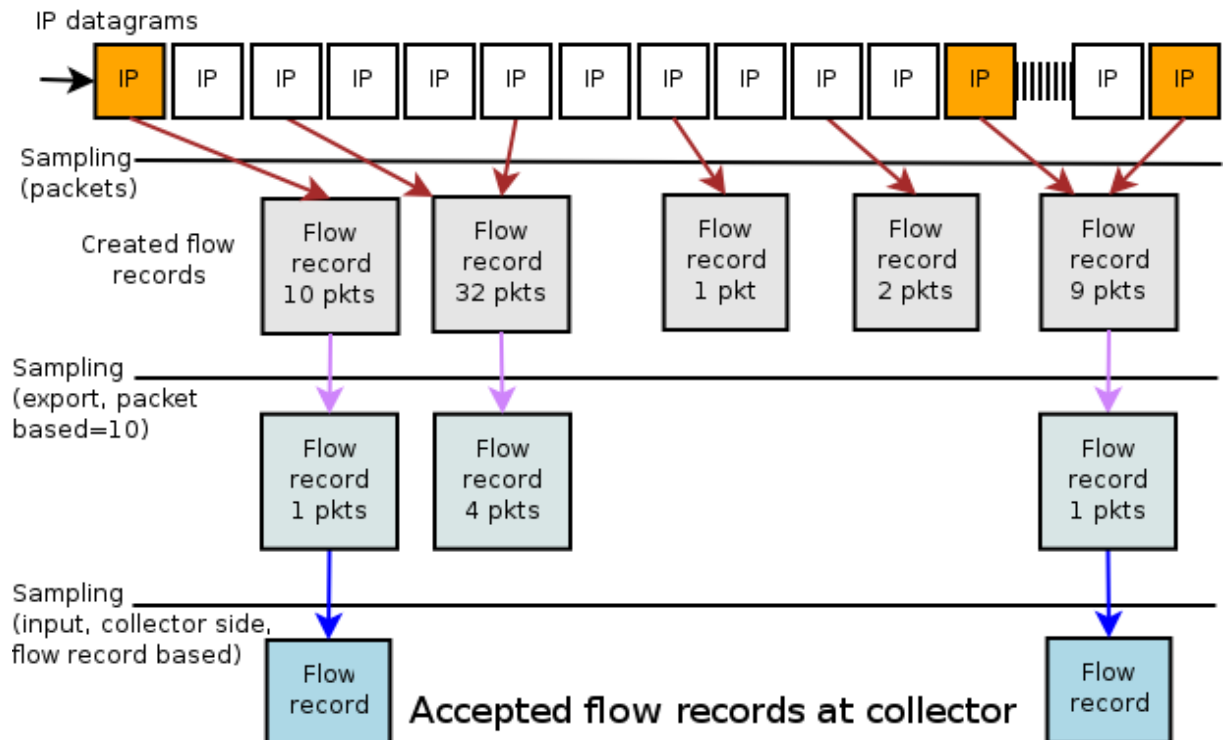 IP datagrams
IP IP IP IP IP IP IP IP IP IP IP IP IP IP
Sampling
(packets)
Created flow
records
Flow
record
10 pkts
Flow
record
32 pkts
Flow
record
1 pkt
Flow
record
2 pkts
Flow
record
9 pkts
Sampling
(export, packet
based=10)
Flow
record
1 pkts
Flow
record
4 pkts
Flow
record
1 pkts
Sampling
(input, collector side,
flow record based)
Flow
record
Accepted flow records at collector
Flow
record